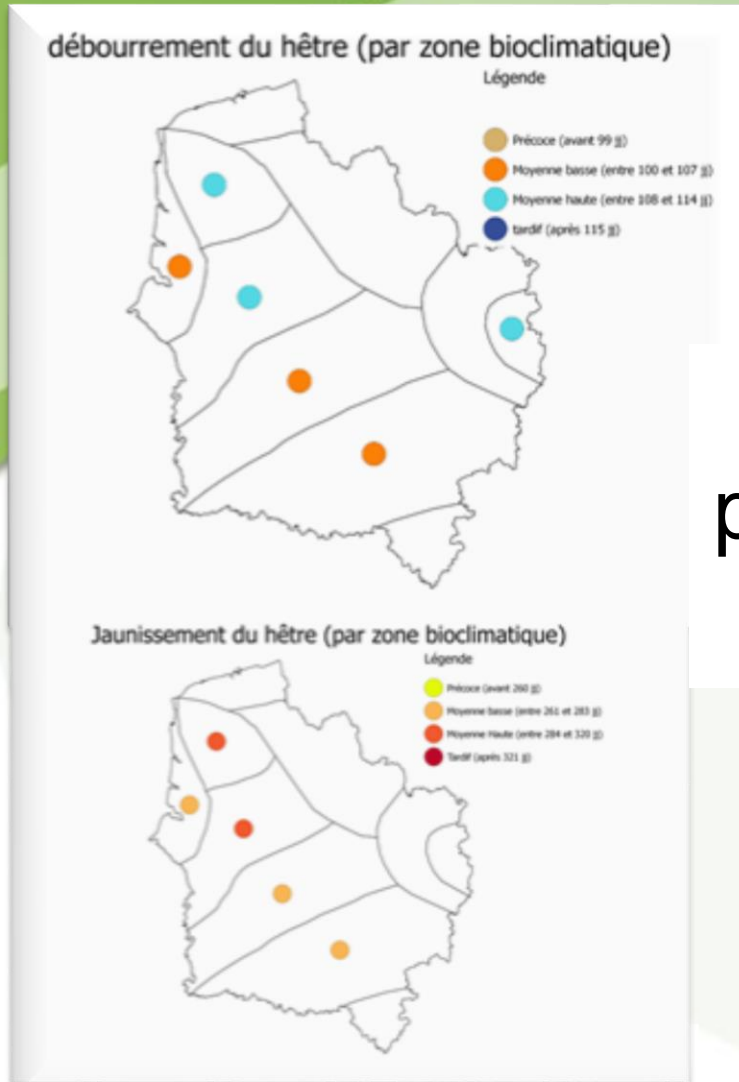 débourrement du hêtre (par zone bioclimatique)
Légende
Précoce (avant 99 jj)
Moyenne basse (entre 100 et 107 jj)
Moyenne haute (entre 108 et 114 jj)
tardif (après 115 jj)
p
Jaunissement du hêtre (par zone bioclimatique)
Légende
Précoce (avant 260 jj)
Moyenne basse (entre 261 et 283 jj)
Moyenne Haute (entre 284 et 320 jj)
Tardif (après 321 jj)